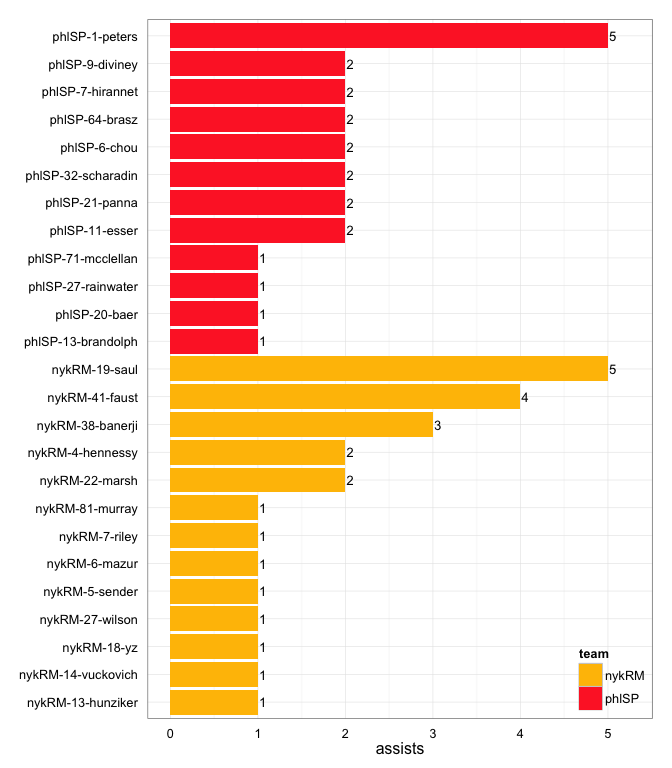 phlSP-1-peters 5
phlSP-9-diviney 2
phlSP-7-hirannet 2
phlSP-64-brasz 2
phlSP-6-chou 2
phlSP-32-scharadin 2
phlSP-21-panna 2
phlSP-11-esser 2
phlSP-71-mcclellan 1
phlSP-27-rainwater 1
phlSP-20-baer 1
phlSP-13-brandolph 1
nykRM-19-saul 5
nykRM-41-faust 4
nykRM-38-banerji 3
nykRM-4-hennessy 2
nykRM-22-marsh 2
nykRM-81-murray 1
nykRM-7-riley 1
nykRM-6-mazur 1
nykRM-5-sender 1
nykRM-27-wilson 1
nykRM-18-yz 1
nykRM-14-vuckovich 1
nykRM-13-hunziker 1
team
nykRM
phlSP
0 1 2 3 4 5
assists